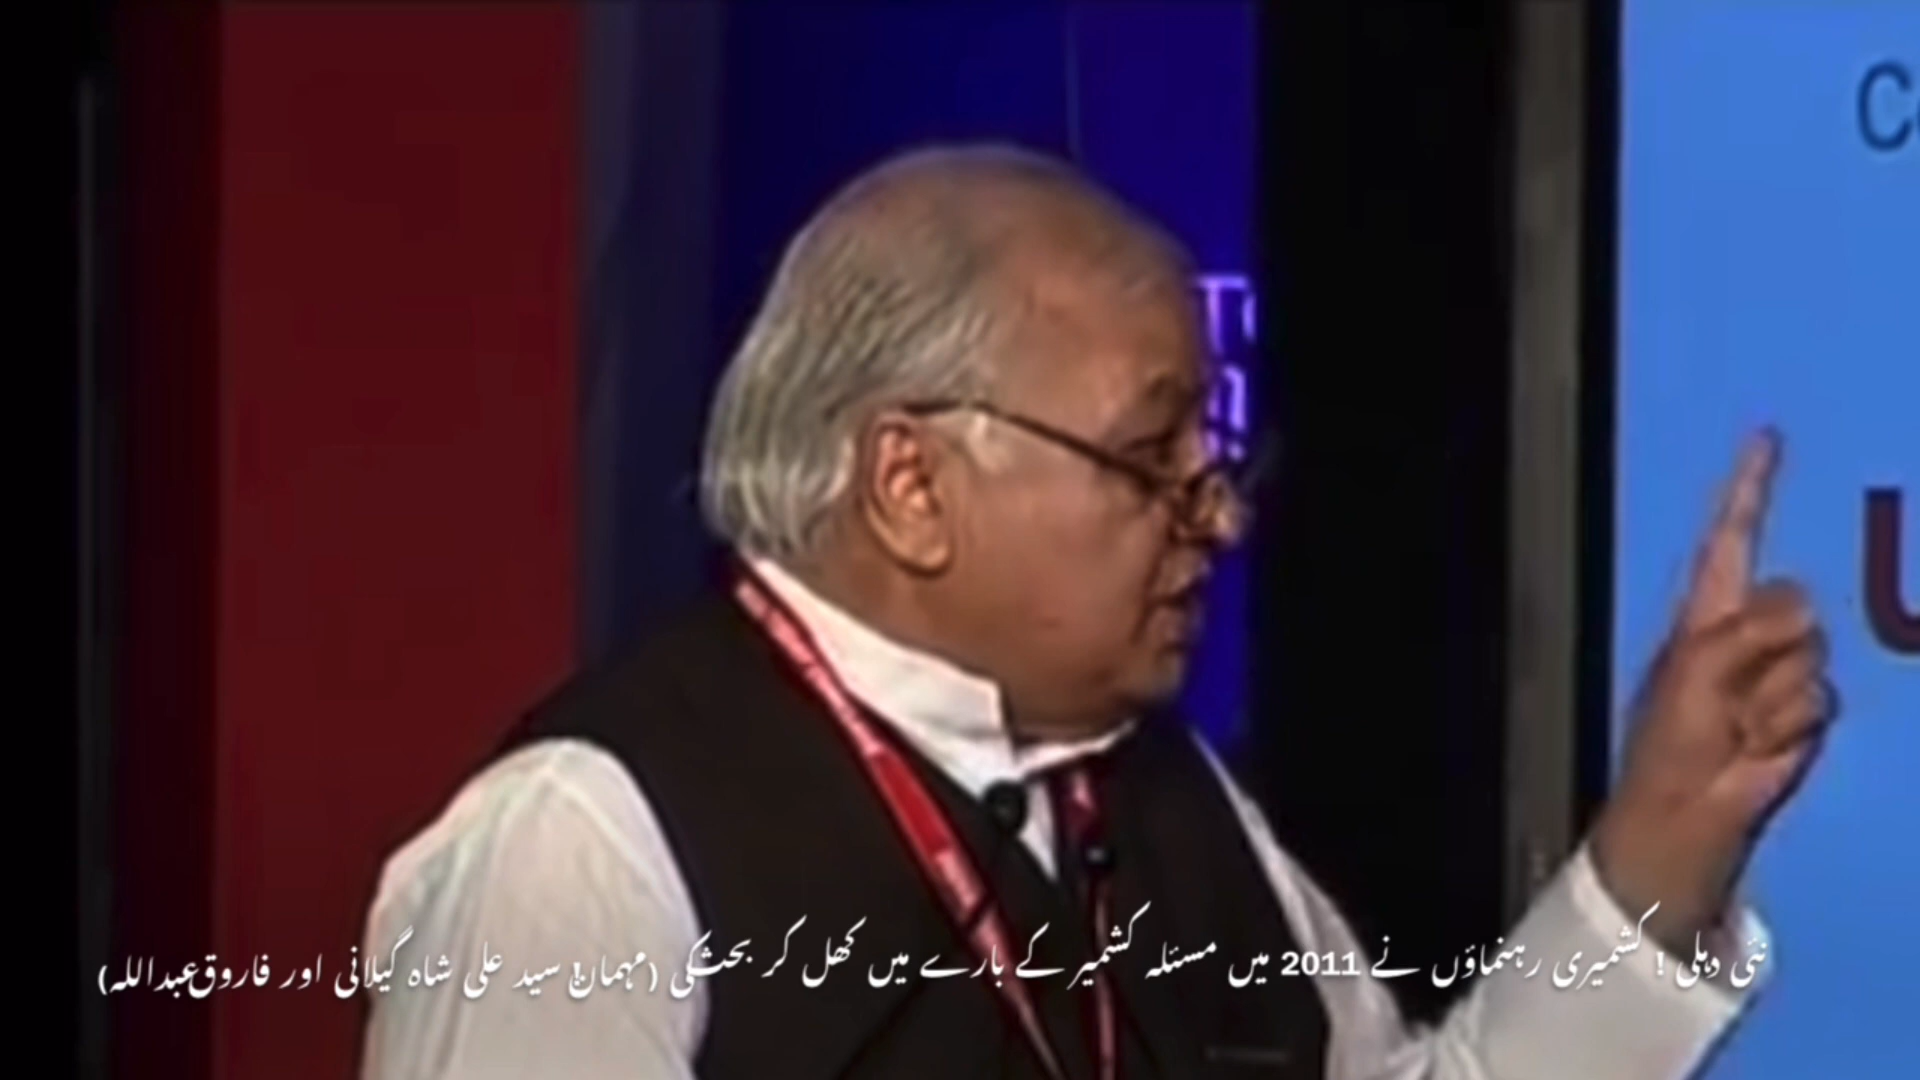 نئی دہلی ! کشمیری رہنماؤں نے 2011 میں مسئلہ کشمیر کے بارے میں کھل کر بحث کی (مہمان! سید علی شاہ گیلانی اور فاروق عبداللہ)